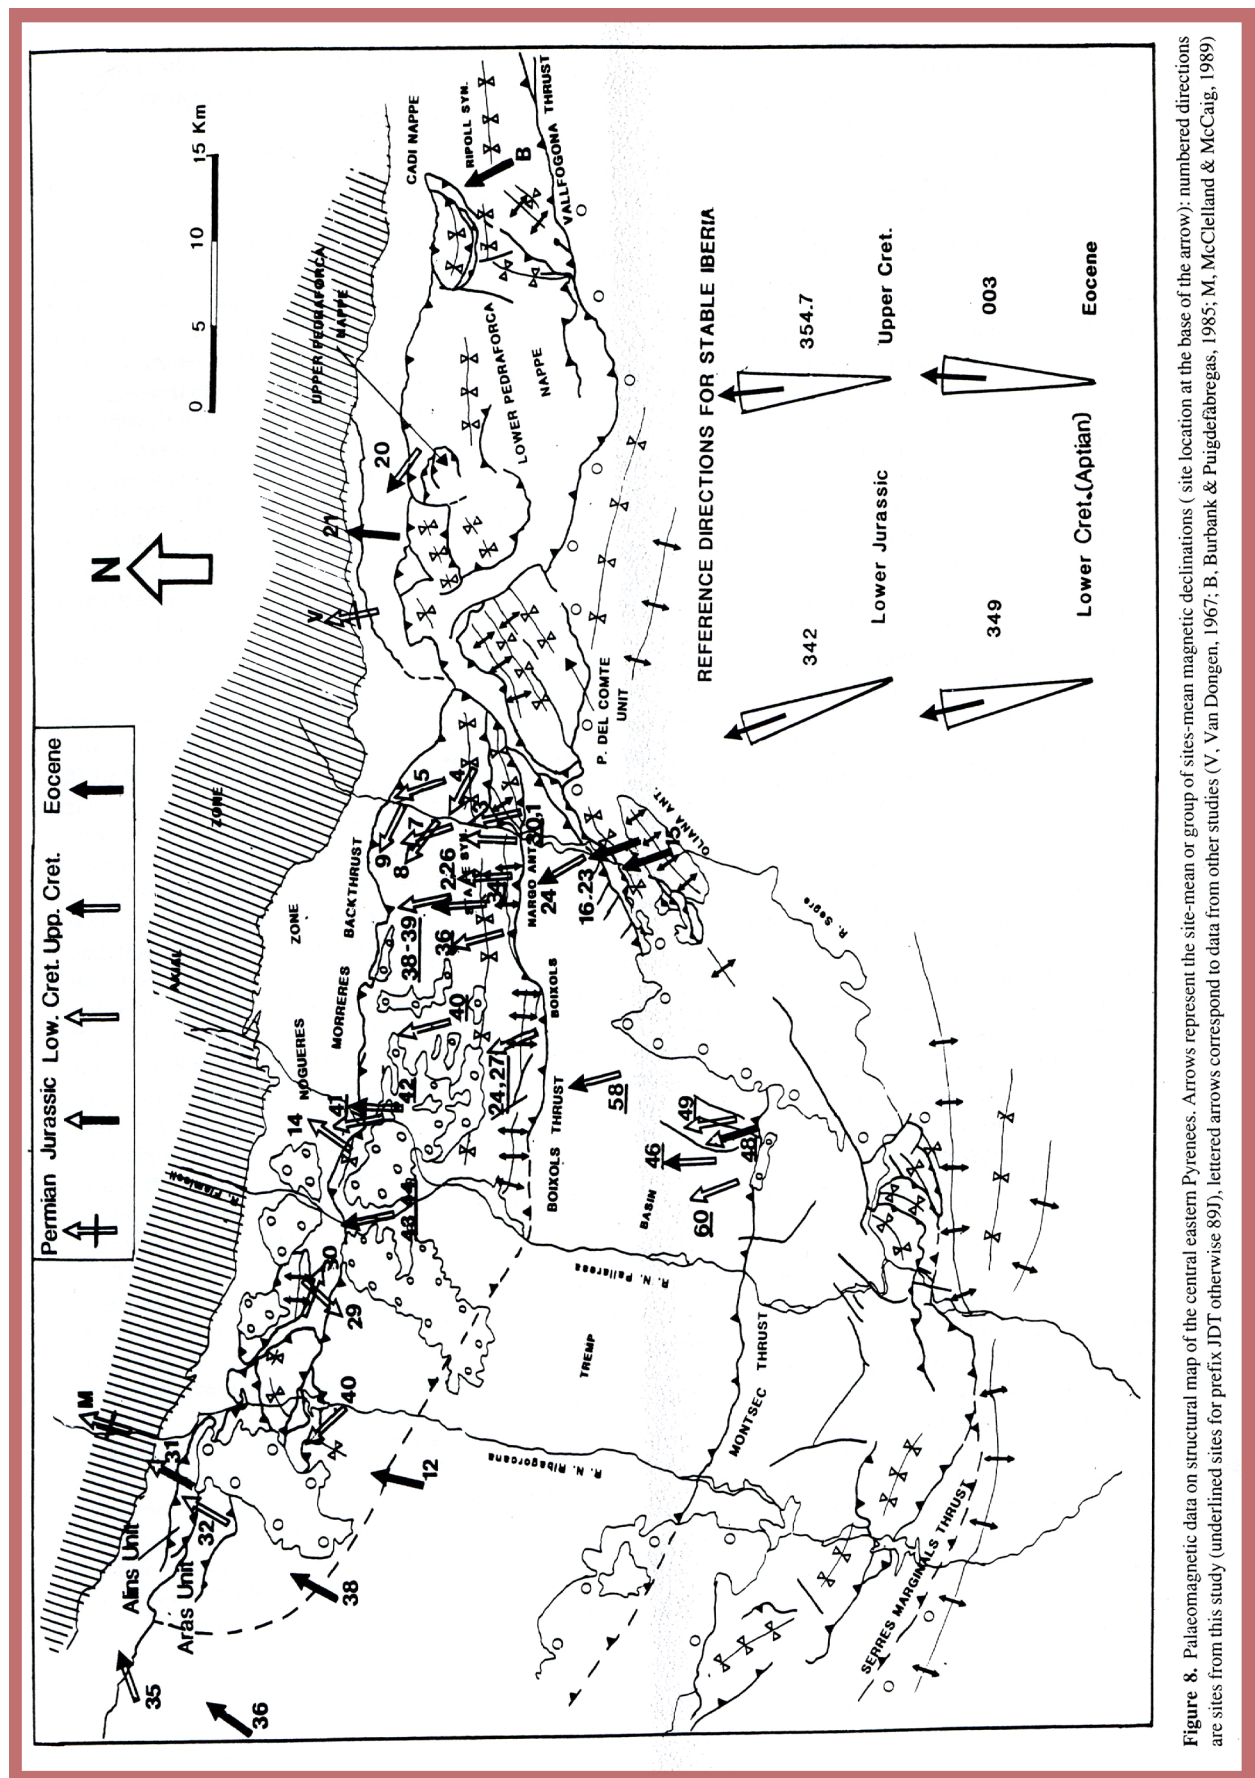 Permian Jurassic Low. Cret. Upp. Cret. Eocene
N
0 5 10 15 Km
M
31
Alins Unit
Aras Unit
35
36
32
38
12
40
29
30
14
R. Flamisell
41
42
43 44
AXIAL
ZONE
NOGUERES
ZONE
MORRERES
BACKTHRUST
UPPER PEDRAFORCA
NAPPE
V
21
20
CADI NAPPE
RIPOLL SYN.
B
VALLFOGONA THRUST
LOWER PEDRAFORCA
NAPPE
9
8
7
5
4
38-39
36
2.26
34
40
24,27
30,1
24
16.23
NARGO ANT.
BOIXOLS
BOIXOLS THRUST
58
P. DEL COMTE
UNIT
OLIANA ANT.
R. Segre
R. N. Pallaresa
R. N. Ribagorcana
TREMP
BASIN
46
49
48
60
MONTSEC THRUST
SERRES MARGINALS THRUST
REFERENCE DIRECTIONS FOR STABLE IBERIA
342
354.7
Lower Jurassic
Upper Cret.
349
003
Lower Cret.(Aptian)
Eocene
Figure 8. Palaeomagnetic data on structural map of the central eastern Pyrenees. Arrows represent the site-mean or group of sites-mean magnetic declinations ( site location at the base of the arrow): numbered directions
are sites from this study (underlined sites for prefix JDT otherwise 89J), lettered arrows correspond to data from other studies (V, Van Dongen, 1967; B, Burbank & Puigdefàbregas, 1985; M, McClelland & McCaig, 1989)